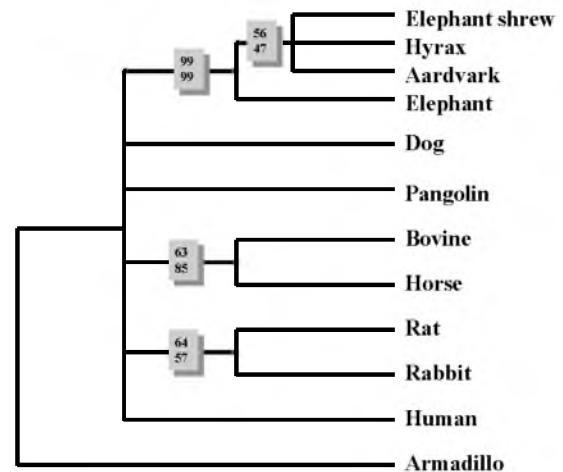 Elephant shrew
56
47
Hyrax
99
99
Aardvark
Elephant
Dog
Pangolin
63
85
Bovine
Horse
64
57
Rat
Rabbit
Human
Armadillo